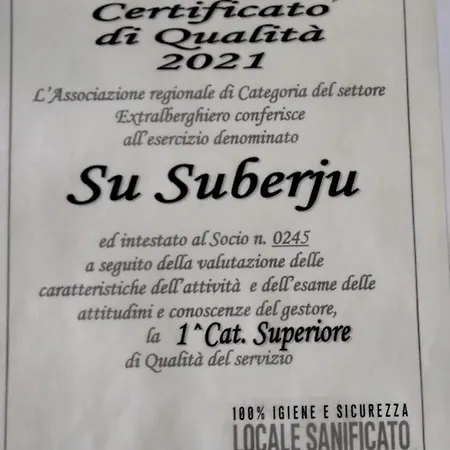 Certificato
di Qualità
2021
L'Associazione regionale di Categoria del settore
Extralberghiero conferisce
all'esercizio denominato
Su Suberju
ed intestato al Socio n. 0245
a seguito della valutazione delle
caratteristiche dell'attività e dell'esame delle
attitudini e conoscenze del gestore,
la 1^Cat. Superiore
di Qualità del servizio
100% IGIENE E SICUREZZA
LOCALE SANIFICATO